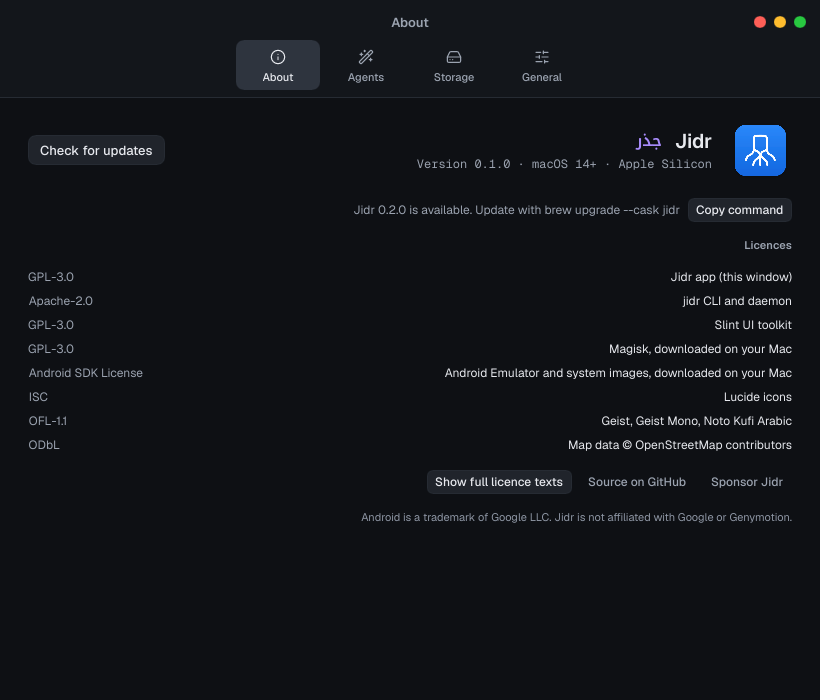 About
About
Agents
Storage
General
Check for updates
Jidr جذر
Version 0.1.0 · macOS 14+ · Apple Silicon
Jidr 0.2.0 is available. Update with brew upgrade --cask jidr
Copy command
Licences
Jidr app (this window) GPL-3.0
jidr CLI and daemon Apache-2.0
Slint UI toolkit GPL-3.0
Magisk, downloaded on your Mac GPL-3.0
Android Emulator and system images, downloaded on your Mac Android SDK License
Lucide icons ISC
Geist, Geist Mono, Noto Kufi Arabic OFL-1.1
Map data © OpenStreetMap contributors ODbL
Show full licence texts
Source on GitHub
Sponsor Jidr
Android is a trademark of Google LLC. Jidr is not affiliated with Google or Genymotion.